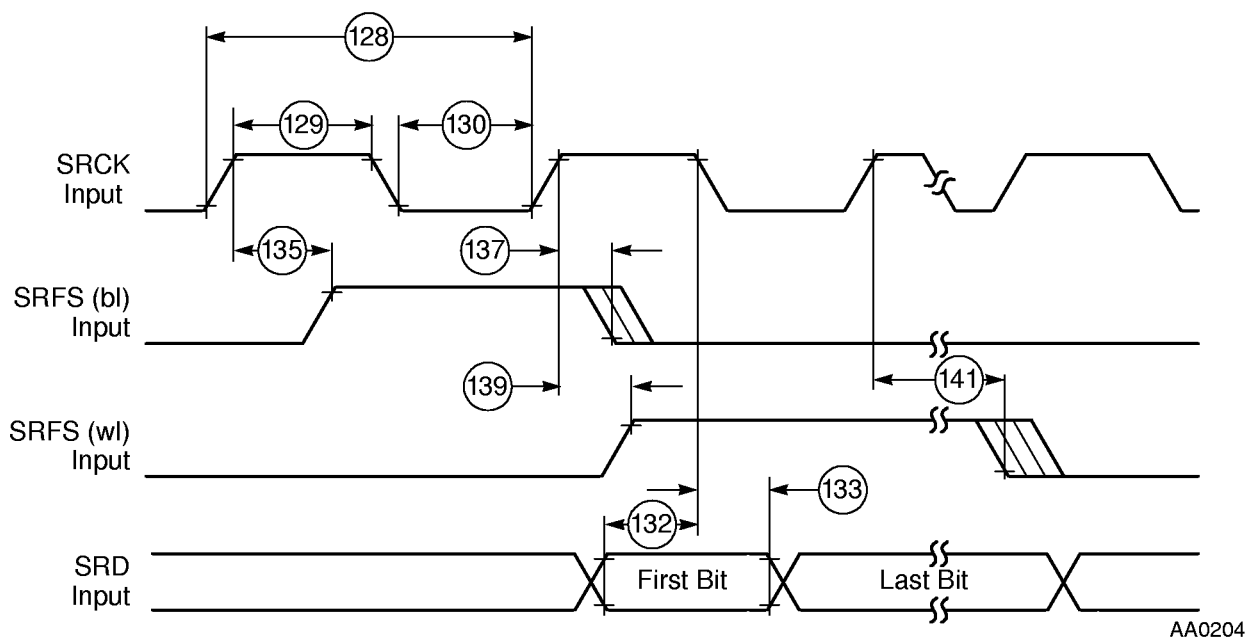 128
129
130
SRCK
Input
135
137
SRFS (bl)
Input
139
141
SRFS (wl)
Input
133
132
SRD
Input
First Bit
Last Bit
AA0204